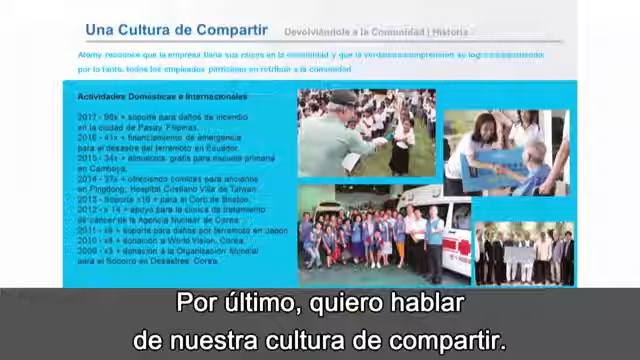 Una Cultura de Compartir Devolviéndole a la Comunidad | Historia
Atomy reconoce que la empresa tiene sus raíces en la comunidad y que la
por lo tanto, todos los empleados participan en retribuir a la comunidad
Actividades Domésticas e Internacionales
2017 - 96x + soporte para daños de incendio
en la ciudad de Pasay, Filipinas.
2016 - 41x + financiamiento de emergencia
para el desastre del terremoto en Ecuador.
2015 - 34x + almuerzo gratis para escuela primaria
en Camboya.
2014 - 37x + ofreciendo comidas para ancianos
en Pingdong, Hospital Cristiano Villa de Taiwan.
2013 - Soporte x16 + para el Coro de Boston.
2012 - x 14 + apoyo para la clínica de tratamiento
de cáncer de la Agencia Nuclear de Corea.
2011 - x9 + soporte para daños por terremoto en Japon
2010 - x9 + donación a World Vision, Corea.
2009 - x3 + donación a la Organización Mundial
para el Socorro en Desastres, Corea.
Por último, quiero hablar
de nuestra cultura de compartir.